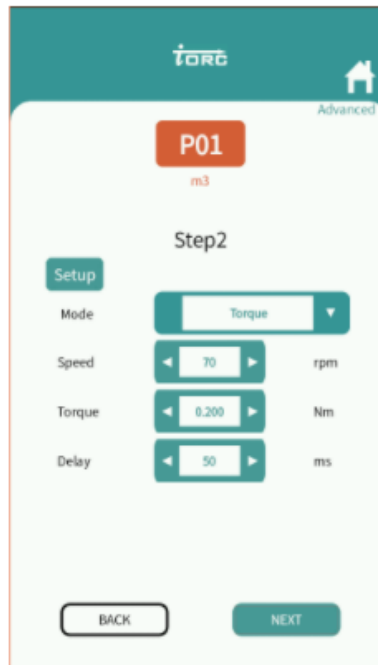 iTORC
Advanced
P01
m3
Step2
Setup
Mode Torque
Speed 70 rpm
Torque 0.200 Nm
Delay 50 ms
BACK NEXT